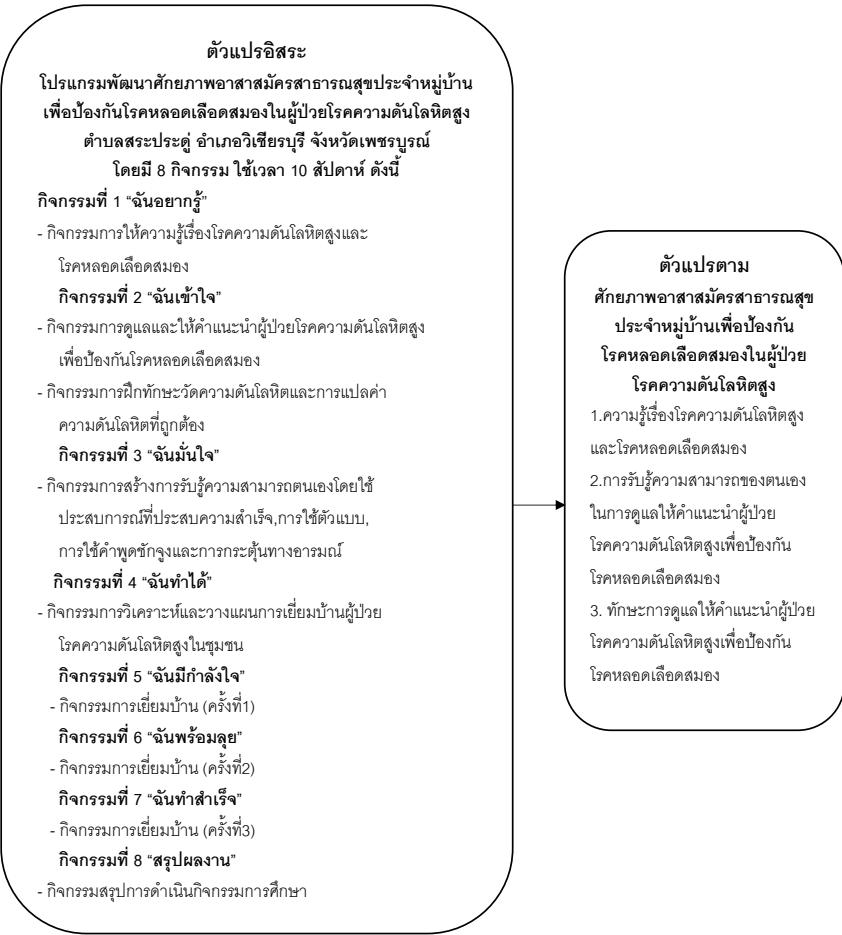 ตัวแปรอิสระ
โปรแกรมพัฒนาศักยภาพอาสาสมัครสาธารณสุขประจำหมู่บ้าน
เพื่อป้องกันโรคหลอดเลือดสมองในผู้ป่วยโรคความดันโลหิตสูง
ตำบลสระประดู่ อำเภอวิเชียรบุรี จังหวัดเพชรบูรณ์
โดยมี 8 กิจกรรม ใช้เวลา 10 สัปดาห์ ดังนี้
กิจกรรมที่ 1 “ฉันอยากรู้”
- กิจกรรมการให้ความรู้เรื่องโรคความดันโลหิตสูงและ
โรคหลอดเลือดสมอง
กิจกรรมที่ 2 “ฉันเข้าใจ”
- กิจกรรมการดูแลและให้คำแนะนำผู้ป่วยโรคความดันโลหิตสูง
เพื่อป้องกันโรคหลอดเลือดสมอง
- กิจกรรมการฝึกทักษะวัดความดันโลหิตและการแปลค่า
ความดันโลหิตที่ถูกต้อง
กิจกรรมที่ 3 “ฉันมั่นใจ”
- กิจกรรมการสร้างการรับรู้ความสามารถตนเองโดยใช้
ประสบการณ์ที่ประสบความสำเร็จ,การใช้ตัวแบบ,
การใช้คำพูดชักจูงและการกระตุ้นทางอารมณ์
กิจกรรมที่ 4 “ฉันทำได้”
- กิจกรรมการวิเคราะห์และวางแผนการเยี่ยมบ้านผู้ป่วย
โรคความดันโลหิตสูงในชุมชน
กิจกรรมที่ 5 “ฉันมีกำลังใจ”
- กิจกรรมการเยี่ยมบ้าน (ครั้งที่1)
กิจกรรมที่ 6 “ฉันพร้อมลุย”
- กิจกรรมการเยี่ยมบ้าน (ครั้งที่2)
กิจกรรมที่ 7 “ฉันทำสำเร็จ”
- กิจกรรมการเยี่ยมบ้าน (ครั้งที่3)
กิจกรรมที่ 8 “สรุปผลงาน”
- กิจกรรมสรุปการดำเนินกิจกรรมการศึกษา
ตัวแปรตาม
ศักยภาพอาสาสมัครสาธารณสุข
ประจำหมู่บ้านเพื่อป้องกัน
โรคหลอดเลือดสมองในผู้ป่วย
โรคความดันโลหิตสูง
1.ความรู้เรื่องโรคความดันโลหิตสูง
และโรคหลอดเลือดสมอง
2.การรับรู้ความสามารถของตนเอง
ในการดูแลให้คำแนะนำผู้ป่วย
โรคความดันโลหิตสูงเพื่อป้องกัน
โรคหลอดเลือดสมอง
3. ทักษะการดูแลให้คำแนะนำผู้ป่วย
โรคความดันโลหิตสูงเพื่อป้องกัน
โรคหลอดเลือดสมอง